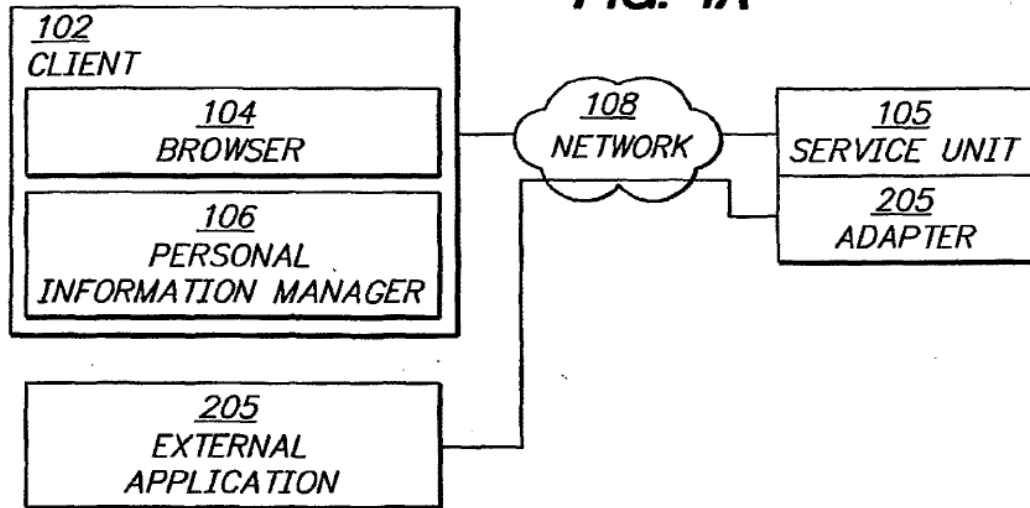 FIG.
102
CLIENT
104
BROWSER
106
PERSONAL
INFORMATION MANAGER
108
NETWORK
105
SERVICE UNIT
205
ADAPTER
205
EXTERNAL
APPLICATION